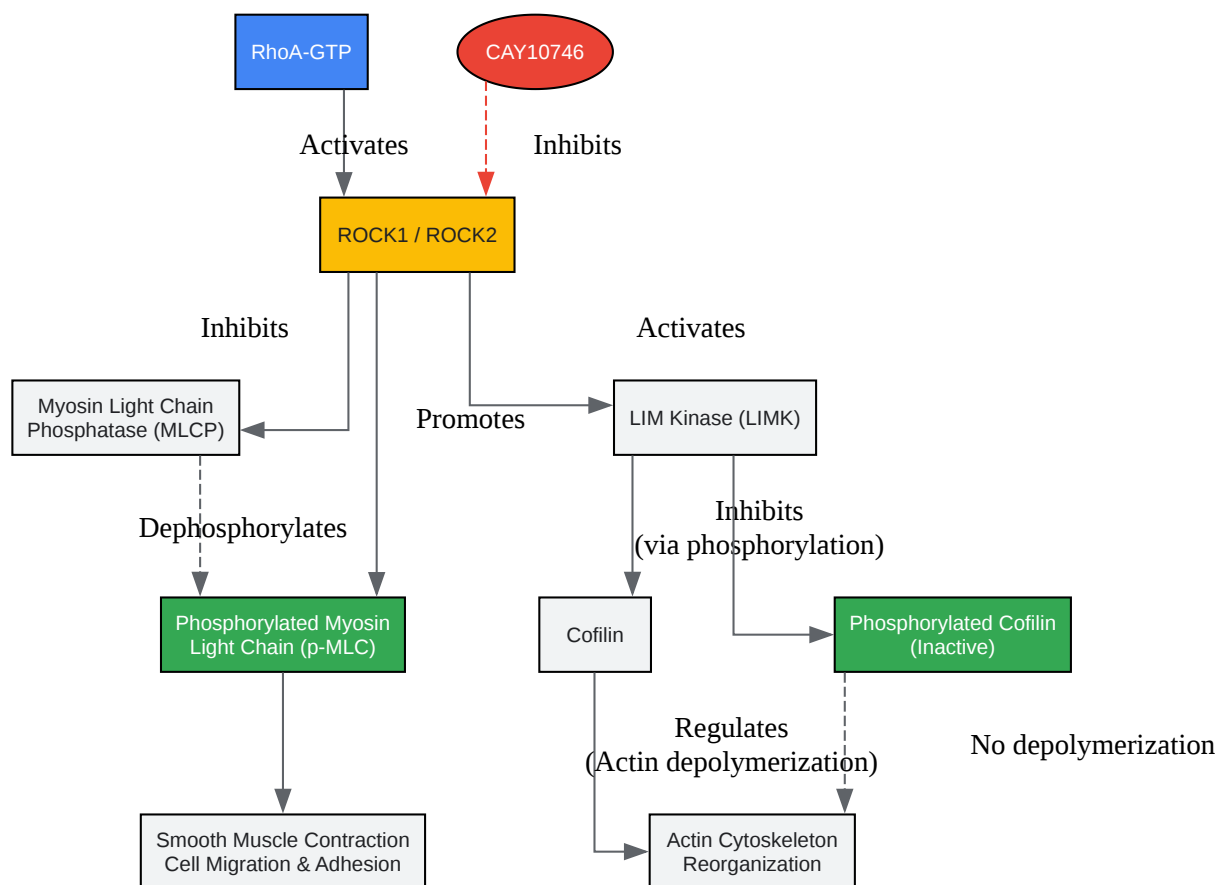 RhoA-GTP
CAY10746
Activates
Inhibits
ROCK1 / ROCK2
Inhibits
Activates
Myosin Light Chain
Phosphatase (MLCP)
Promotes
LIM Kinase (LIMK)
Dephosphorylates
Inhibits
(via phosphorylation)
Phosphorylated Myosin
Light Chain (p-MLC)
Cofilin
Phosphorylated Cofilin
(Inactive)
Regulates
(Actin depolymerization)
No depolymerization
Smooth Muscle Contraction
Cell Migration & Adhesion
Actin Cytoskeleton
Reorganization